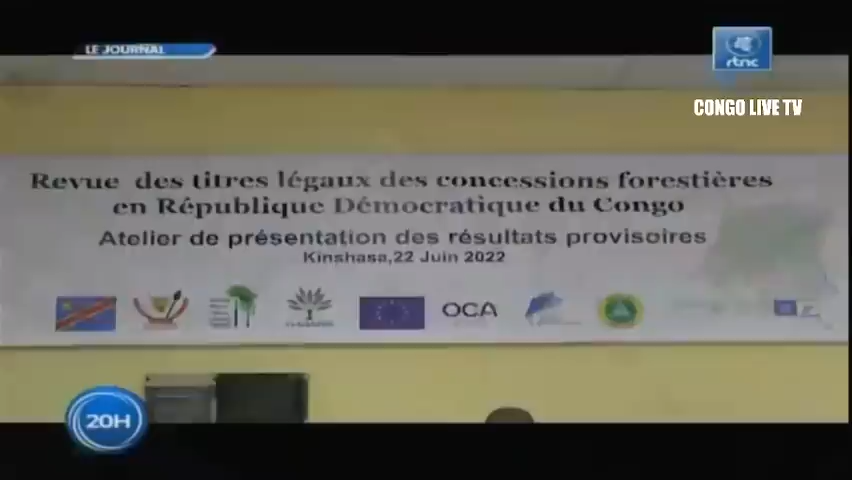 LE JOURNAL
rtnc
CONGO LIVE TV
Revue des titres légaux des concessions forestières
en République Démocratique du Congo
Atelier de présentation des résultats provisoires
Kinshasa,22 Juin 2022
OCA
20H